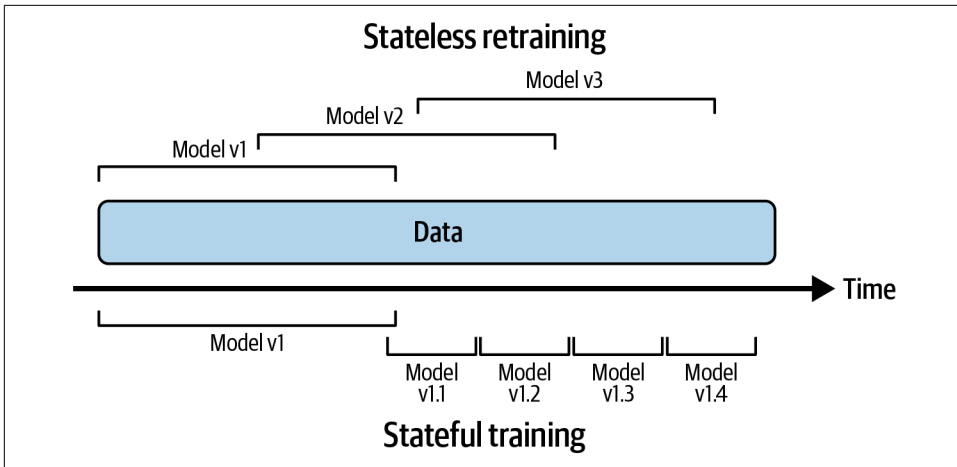 Stateless retraining
Model v3
Model v2
Model v1
Data
Time
Model v1
Model
v1.1
Model
v1.2
Model
v1.3
Model
v1.4
Stateful training